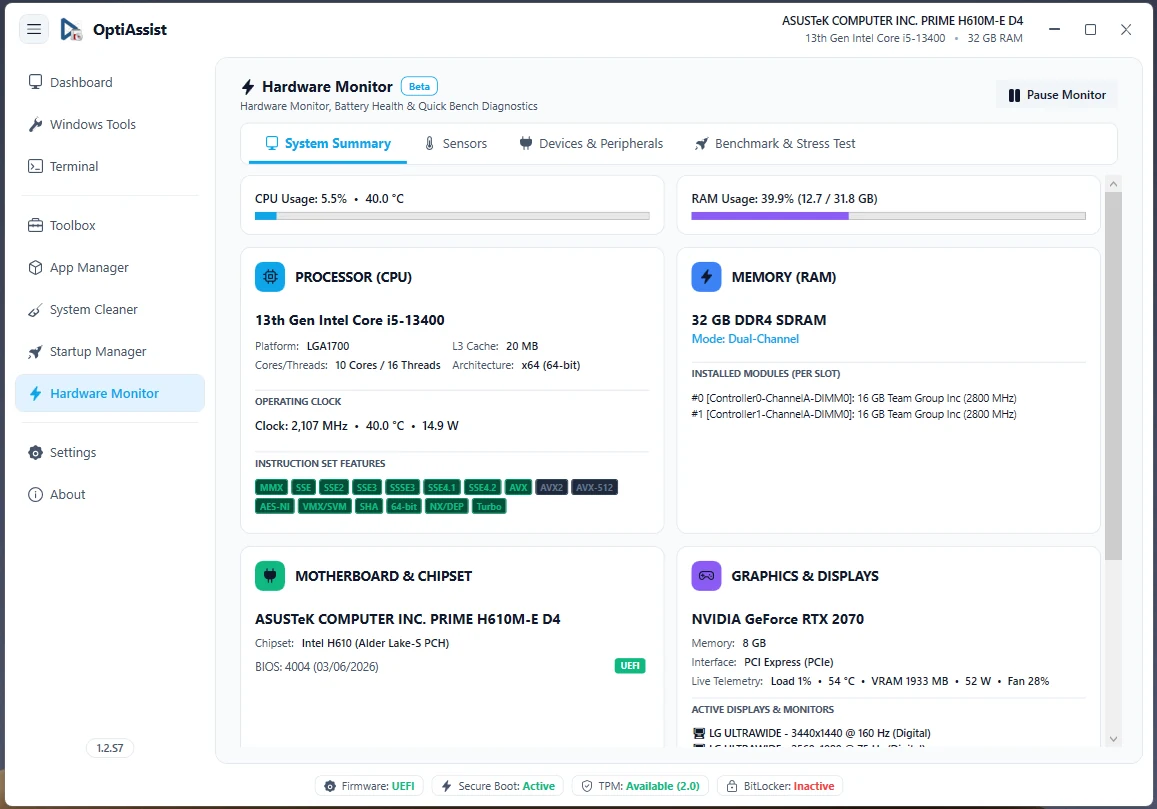 OptiAssist
ASUSTeK COMPUTER INC. PRIME H610M-E D4
13th Gen Intel Core i5-13400 • 32 GB RAM
Dashboard
Windows Tools
Terminal
Toolbox
App Manager
System Cleaner
Startup Manager
Hardware Monitor
Settings
About
1.2.S7
Hardware Monitor Beta
Hardware Monitor, Battery Health & Quick Bench Diagnostics
Pause Monitor
System Summary Sensors Devices & Peripherals Benchmark & Stress Test
CPU Usage: 5.5% • 40.0 °C
RAM Usage: 39.9% (12.7 / 31.8 GB)
PROCESSOR (CPU)
13th Gen Intel Core i5-13400
Platform: LGA1700 L3 Cache: 20 MB
Cores/Threads: 10 Cores / 16 Threads Architecture: x64 (64-bit)
OPERATING CLOCK
Clock: 2,107 MHz • 40.0 °C • 14.9 W
INSTRUCTION SET FEATURES
MMX SSE SSE2 SSE3 SSSE3 SSE4.1 SSE4.2 AVX AVX2 AVX-512
AES-NI VMX/SVM SHA 64-bit NX/DEP Turbo
MEMORY (RAM)
32 GB DDR4 SDRAM
Mode: Dual-Channel
INSTALLED MODULES (PER SLOT)
#0 [Controller0-ChannelA-DIMM0]: 16 GB Team Group Inc (2800 MHz)
#1 [Controller1-ChannelA-DIMM0]: 16 GB Team Group Inc (2800 MHz)
MOTHERBOARD & CHIPSET
ASUSTeK COMPUTER INC. PRIME H610M-E D4
Chipset: Intel H610 (Alder Lake-S PCH)
BIOS: 4004 (03/06/2026) UEFI
GRAPHICS & DISPLAYS
NVIDIA GeForce RTX 2070
Memory: 8 GB
Interface: PCI Express (PCIe)
Live Telemetry: Load 1% • 54 °C • VRAM 1933 MB • 52 W • Fan 28%
ACTIVE DISPLAYS & MONITORS
LG ULTRAWIDE - 3440x1440 @ 160 Hz (Digital)
LG ULTRAWIDE
Firmware: UEFI Secure Boot: Active TPM: Available (2.0) BitLocker: Inactive